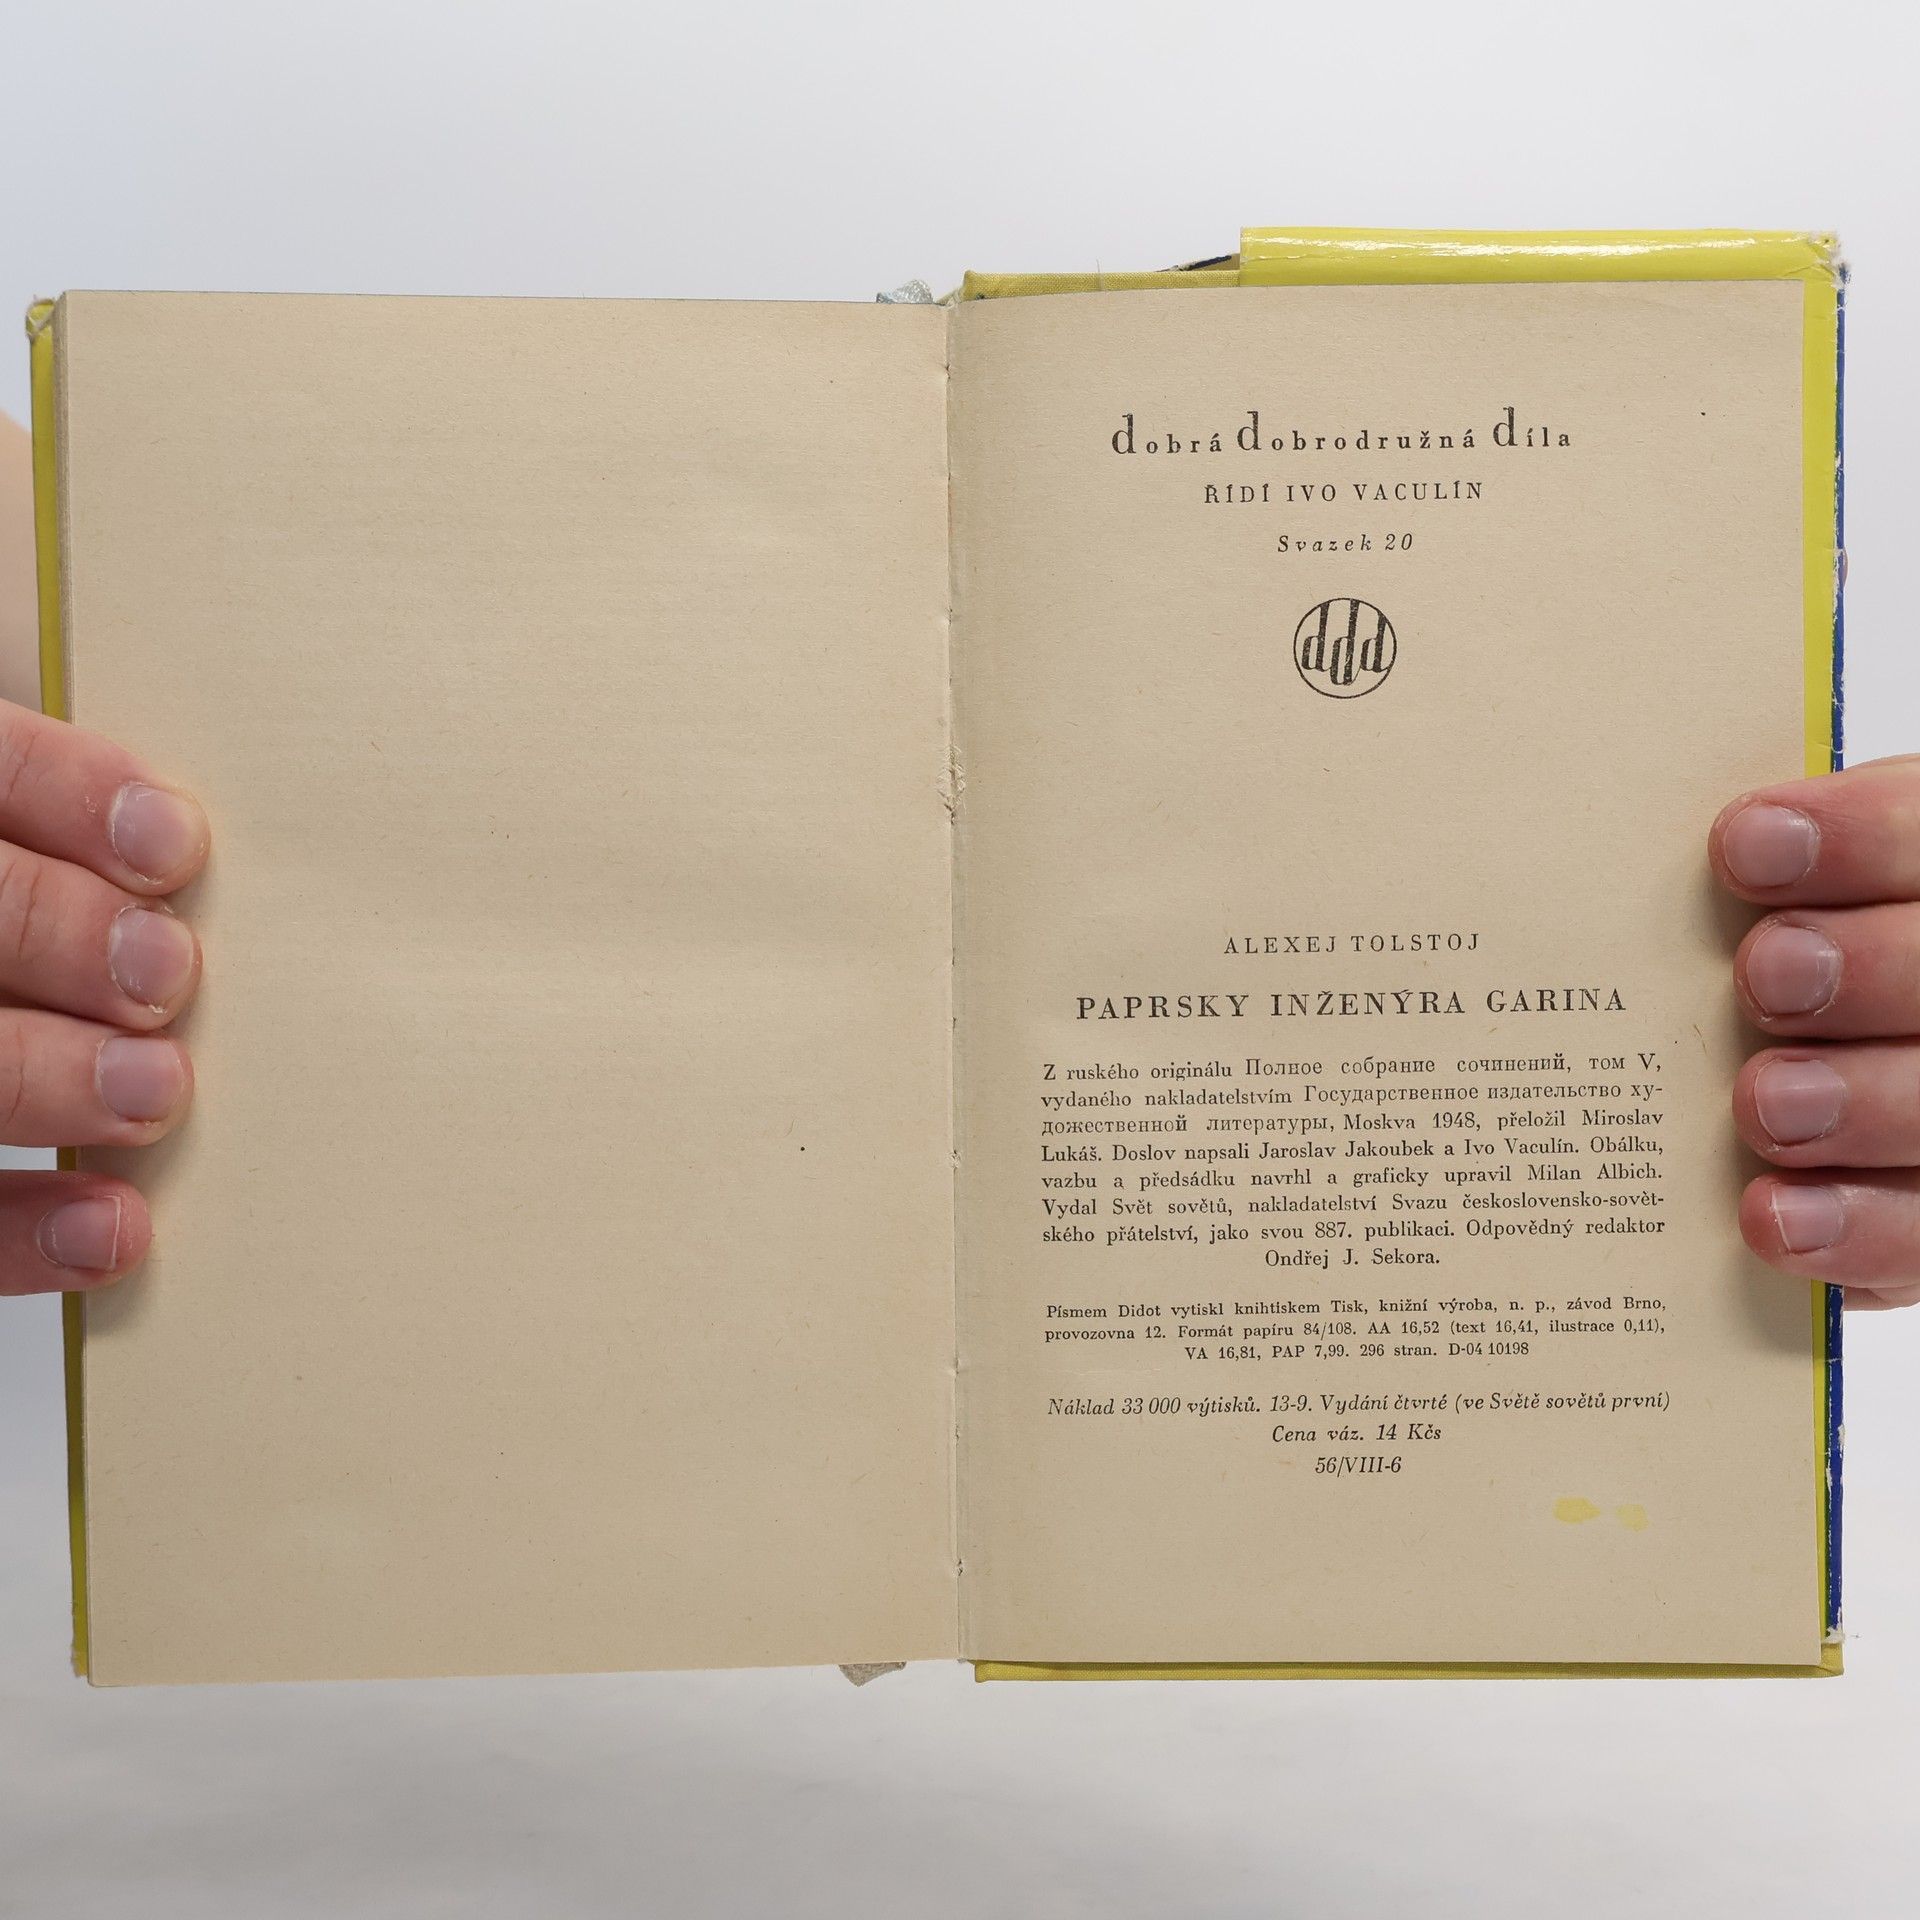 dobrá dobrodružná díla
ŘÍDÍ IVO VACULÍN
Svazek 20
ddd
ALEXEJ TOLSTOJ
PAPRSKY INŽENÝRA GARINA
Z ruského originálu Полное собрание сочинений, том V,
vydaného nakladatelstvím Государственное издательство ху-
дожественной литературы, Moskva 1948, přeložil Miroslav
Lukáš. Doslov napsali Jaroslav Jakoubek a Ivo Vaculín. Obálku,
vazbu a předsádku navrhl a graficky upravil Milan Albich.
Vydal Svět sovětů, nakladatelství Svazu československo-sovět-
ského přátelství, jako svou 887. publikaci. Odpovědný redaktor
Ondřej J. Sekora.
Písmem Didot vytiskl knihtiskem Tisk, knižní výroba, n. p., závod Brno,
provozovna 12. Formát papíru 84/108. AA 16,52 (text 16,41, ilustrace 0,11),
VA 16,81, PAP 7,99. 296 stran. D-04 10198
Náklad 33 000 výtisků. 13-9. Vydání čtvrté (ve Světě sovětů první)
Cena váz. 14 Kčs
56/VIII-6